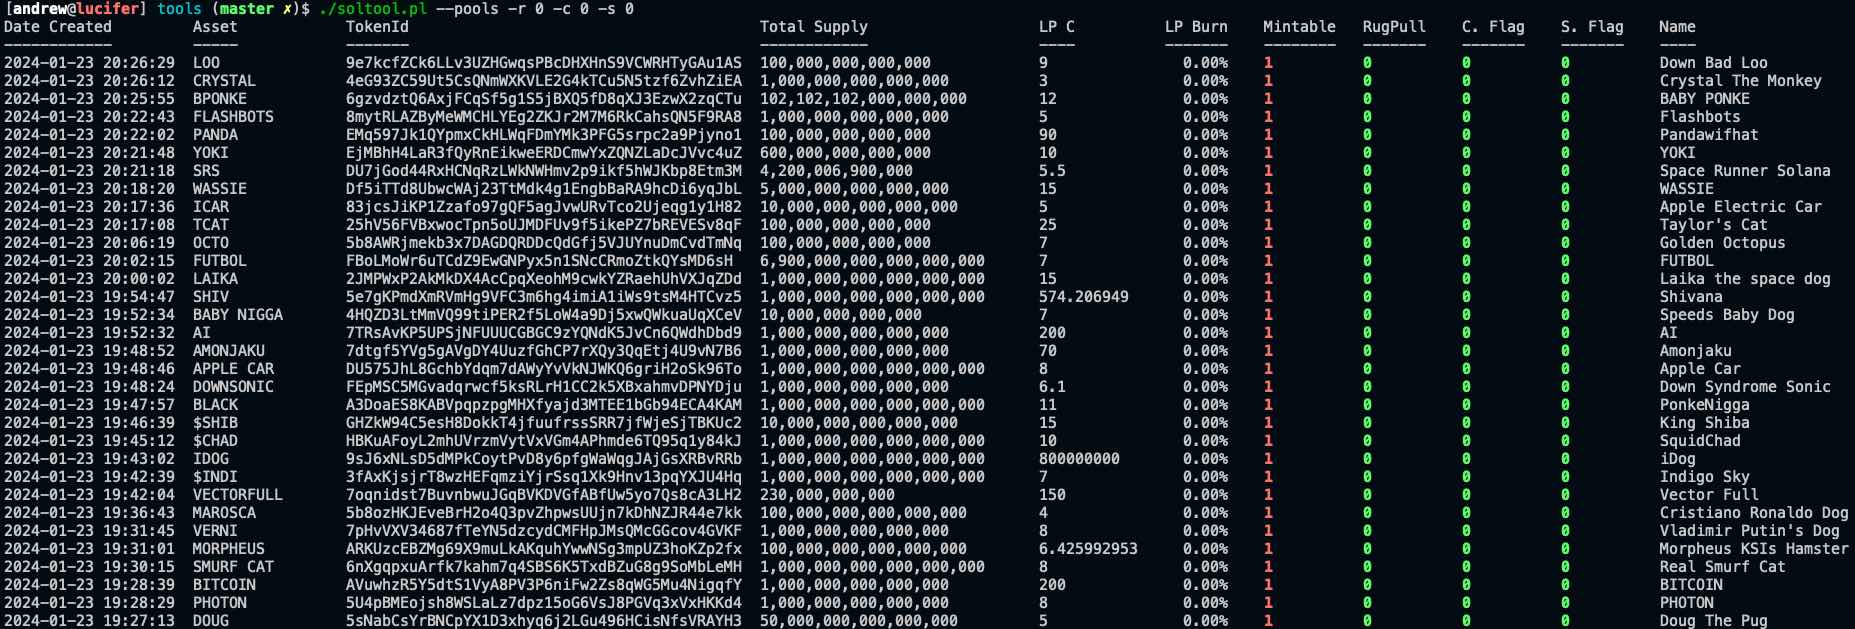 [andrew@lucifer] tools (master ✗)$ ./soltool.pl --pools -r 0 -c 0 -s 0
Date Created Asset TokenId Total Supply LP C LP Burn Mintable RugPull C. Flag S. Flag Name
2024-01-23 20:26:29 LOO 9e7kcfZCk6LLv3UZHGwqsPBcDHXHnS9VCWRHTyGAu1AS 100,000,000,000,000 9 0.00% 1 0 0 0 Down Bad Loo
2024-01-23 20:26:12 CRYSTAL 4eG93ZC59Ut5CsQNmWXKVLE2G4kTCu5N5tzf6ZvhZiEA 1,000,000,000,000,000 3 0.00% 1 0 0 0 Crystal The Monkey
2024-01-23 20:25:55 BPONKE 6gzvdztQ6AxjFCqSf5g1S5jBXQ5fD8qXJ3EzwX2zqCTu 102,102,102,000,000,000 12 0.00% 1 0 0 0 BABY PONKE
2024-01-23 20:22:43 FLASHBOTS 8mytRLAZByMeWMCHLYEg2ZKJr2M7M6RkCahsQN5F9RA8 1,000,000,000,000,000 5 0.00% 1 0 0 0 Flashbots
2024-01-23 20:22:02 PANDA EMq597Jk1QYpmxCkHLWqFDmYMk3PFG5srpc2a9Pjyno1 100,000,000,000,000 90 0.00% 1 0 0 0 Pandawifhat
2024-01-23 20:21:48 YOKI EjMBhH4LaR3fQyRnEikweERDCmwYxZQNZLaDcJVvc4uZ 600,000,000,000,000 10 0.00% 1 0 0 0 YOKI
2024-01-23 20:21:18 SRS DU7jGod44RxHCNqRzLWkNWHmv2p9ikf5hWJKbp8Etm3M 4,200,006,900,000 5.5 0.00% 1 0 0 0 Space Runner Solana
2024-01-23 20:18:20 WASSIE Df5iTTd8UbwcWAj23TtMdk4g1EngbBaRA9hcDi6yqJbL 5,000,000,000,000,000 15 0.00% 1 0 0 0 WASSIE
2024-01-23 20:17:36 ICAR 83jcsJiKP1Zzafo97gQF5agJvwURvTco2Ujeqg1y1H82 10,000,000,000,000,000 5 0.00% 1 0 0 0 Apple Electric Car
2024-01-23 20:17:08 TCAT 25hV56FVBxwocTpn5oUJMDFUv9f5ikePZ7bREVESv8qF 100,000,000,000,000 25 0.00% 1 0 0 0 Taylor's Cat
2024-01-23 20:06:19 OCTO 5b8AWRjmekb3x7DAGDQRDDcQdGfj5VJUYnuDmCvdTmNq 100,000,000,000,000 7 0.00% 1 0 0 0 Golden Octopus
2024-01-23 20:02:15 FUTBOL FBoLMoWr6uTCdZ9EwGNPyx5n1SNcCRmoZtkQYsMD6sH 6,900,000,000,000,000,000 7 0.00% 1 0 0 0 FUTBOL
2024-01-23 20:00:02 LAIKA 2JMPWxP2AkMkDX4AcCpqXeohM9cwkYZRaehUhVXJqZDd 1,000,000,000,000,000,000 15 0.00% 1 0 0 0 Laika the space dog
2024-01-23 19:54:47 SHIV 5e7gKPmdXmRVmHg9VFC3m6hg4imiA1iWs9tsM4HTCvz5 1,000,000,000,000,000,000 574.206949 0.00% 1 0 0 0 Shivana
2024-01-23 19:52:34 BABY NIGGA 4HQZD3LtMmVQ99tiPER2f5LoW4a9Dj5xwQWkuaUqXCeV 10,000,000,000,000 7 0.00% 1 0 0 0 Speeds Baby Dog
2024-01-23 19:52:32 AI 7TRsAvKP5UPSjNFUUUCGBGC9zYQNdK5JvCn6QWdhDbd9 1,000,000,000,000,000 200 0.00% 1 0 0 0 AI
2024-01-23 19:48:52 AMONJAKU 7dtgf5YVg5gAVgDY4UuzfGhCP7rXQy3QqEtj4U9vN7B6 1,000,000,000,000,000 70 0.00% 1 0 0 0 Amonjaku
2024-01-23 19:48:46 APPLE CAR DU575JhL8GchbYdqm7dAWyYvVkNJWKQ6griH2oSk96To 1,000,000,000,000,000,000 8 0.00% 1 0 0 0 Apple Car
2024-01-23 19:48:24 DOWNSONIC FEpMSC5MGvadqrwcf5ksRLrH1CC2k5XBxahmvDPNYDju 1,000,000,000,000,000 6.1 0.00% 1 0 0 0 Down Syndrome Sonic
2024-01-23 19:47:57 BLACK A3DoaES8KABVpqpzpgMHXfyajd3MTEE1bGb94ECA4KAM 1,000,000,000,000,000,000 11 0.00% 1 0 0 0 PonkeNigga
2024-01-23 19:46:39 $SHIB GHZkW94C5esH8DokkT4jfuufrssSRR7jfWjeSjTBKUc2 10,000,000,000,000,000 15 0.00% 1 0 0 0 King Shiba
2024-01-23 19:45:12 $CHAD HBKuAFoyL2mhUVrzmVytVxVGm4APhmde6TQ95q1y84kJ 1,000,000,000,000,000,000 10 0.00% 1 0 0 0 SquidChad
2024-01-23 19:43:02 IDOG 9sJ6xNLsD5dMPkCoytPvD8y6pfgWaWqgJAjGsXRBvRRb 1,000,000,000,000,000,000 800000000 0.00% 1 0 0 0 iDog
2024-01-23 19:42:39 $INDI 3fAxKjsjrT8wzHEFqmziYjrSsq1Xk9Hnv13pqYXJU4Hq 1,000,000,000,000,000,000 7 0.00% 1 0 0 0 Indigo Sky
2024-01-23 19:42:04 VECTORFULL 7oqnidst7BuvnbwuJGqBVKDVGfABfUw5yo7Qs8cA3LH2 230,000,000,000 150 0.00% 1 0 0 0 Vector Full
2024-01-23 19:36:43 MAROSCA 5b8ozHKJEveBrH2o4Q3pvZhpwsUUjn7kDhNZJR44e7kk 100,000,000,000,000,000 4 0.00% 1 0 0 0 Cristiano Ronaldo Dog
2024-01-23 19:31:45 VERNI 7pHvVXV34687fTeYN5dzcydCMFHpJMsQMcGGcov4GVKF 1,000,000,000,000,000 8 0.00% 1 0 0 0 Vladimir Putin's Dog
2024-01-23 19:31:01 MORPHEUS ARKUzcEBZMg69X9muLkAKquhYwwNSg3mpUZ3hoKZp2fx 100,000,000,000,000,000 6.425992953 0.00% 1 0 0 0 Morpheus KSIs Hamster
2024-01-23 19:30:15 SMURF CAT 6nXgqpxuArfk7kahm7q4SBS6K5TxdBZuG8g9SoMbLeMH 1,000,000,000,000,000,000 8 0.00% 1 0 0 0 Real Smurf Cat
2024-01-23 19:28:39 BITCOIN AVuwhzR5Y5dtS1VyA8PV3P6niFw2Zs8qWG5Mu4NigqfY 1,000,000,000,000,000 200 0.00% 1 0 0 0 BITCOIN
2024-01-23 19:28:29 PHOTON 5U4pBMEojsh8WSLaLz7dpz15oG6VsJ8PGVq3xVxHKKd4 1,000,000,000,000,000 8 0.00% 1 0 0 0 PHOTON
2024-01-23 19:27:13 DOUG 5sNabCsYrBNCpYX1D3xhyq6j2LGu496HCisNfsVRAYH3 50,000,000,000,000,000 5 0.00% 1 0 0 0 Doug The Pug